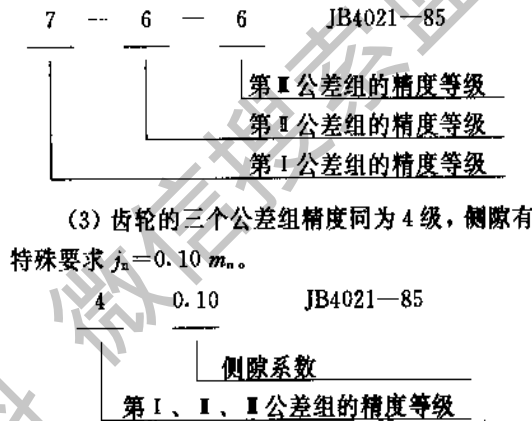 7 -- 6 — 6 JB4021—85
第Ⅲ公差组的精度等级
第Ⅱ公差组的精度等级
第Ⅰ公差组的精度等级
(3) 齿轮的三个公差组精度同为4级，侧隙有
特殊要求 jₙ=0.10 mₙ。
4 0.10 JB4021—85
侧隙系数
第Ⅰ、Ⅱ、Ⅲ公差组的精度等级
微信搜索